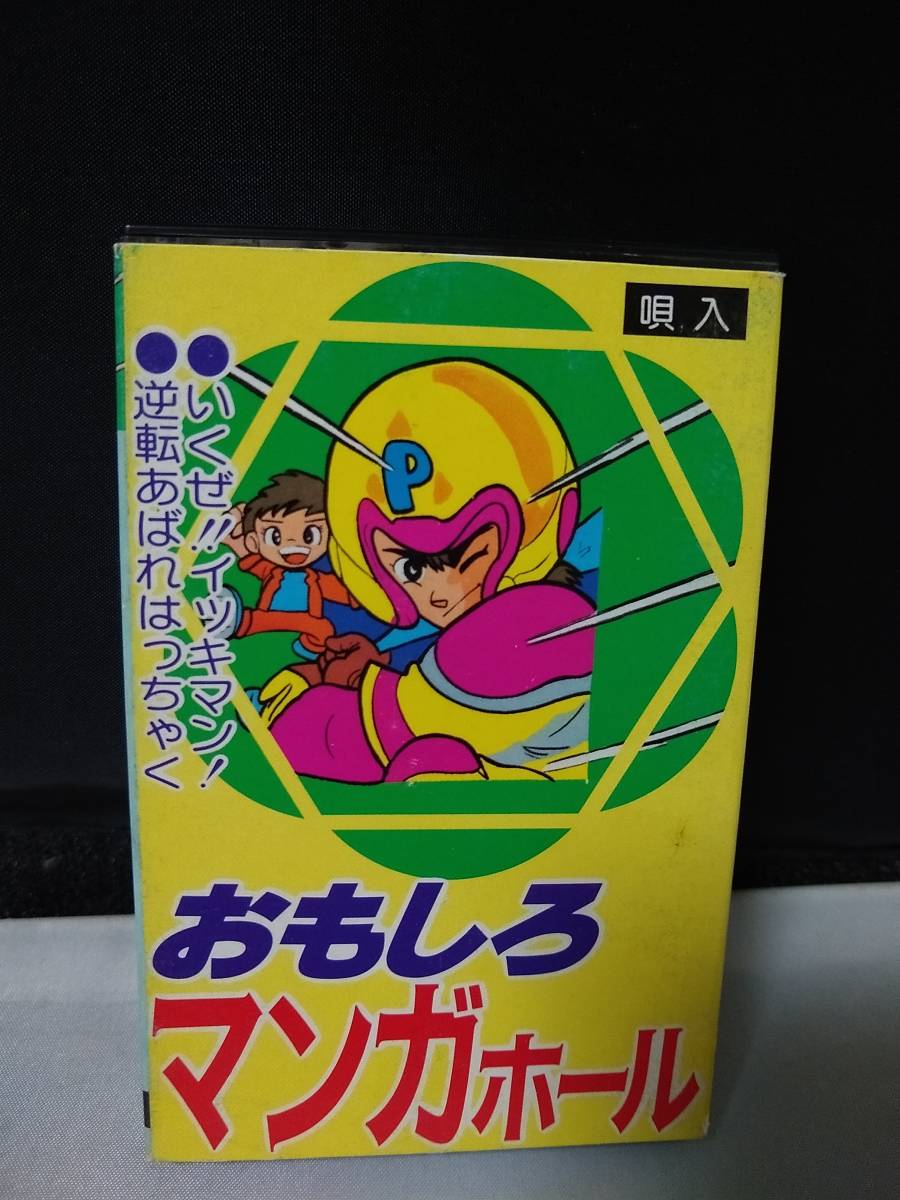 唄入
●いくぜ!!イッキマン!
●逆転あばれはっちゃく
P
おもしろ
マンガホール